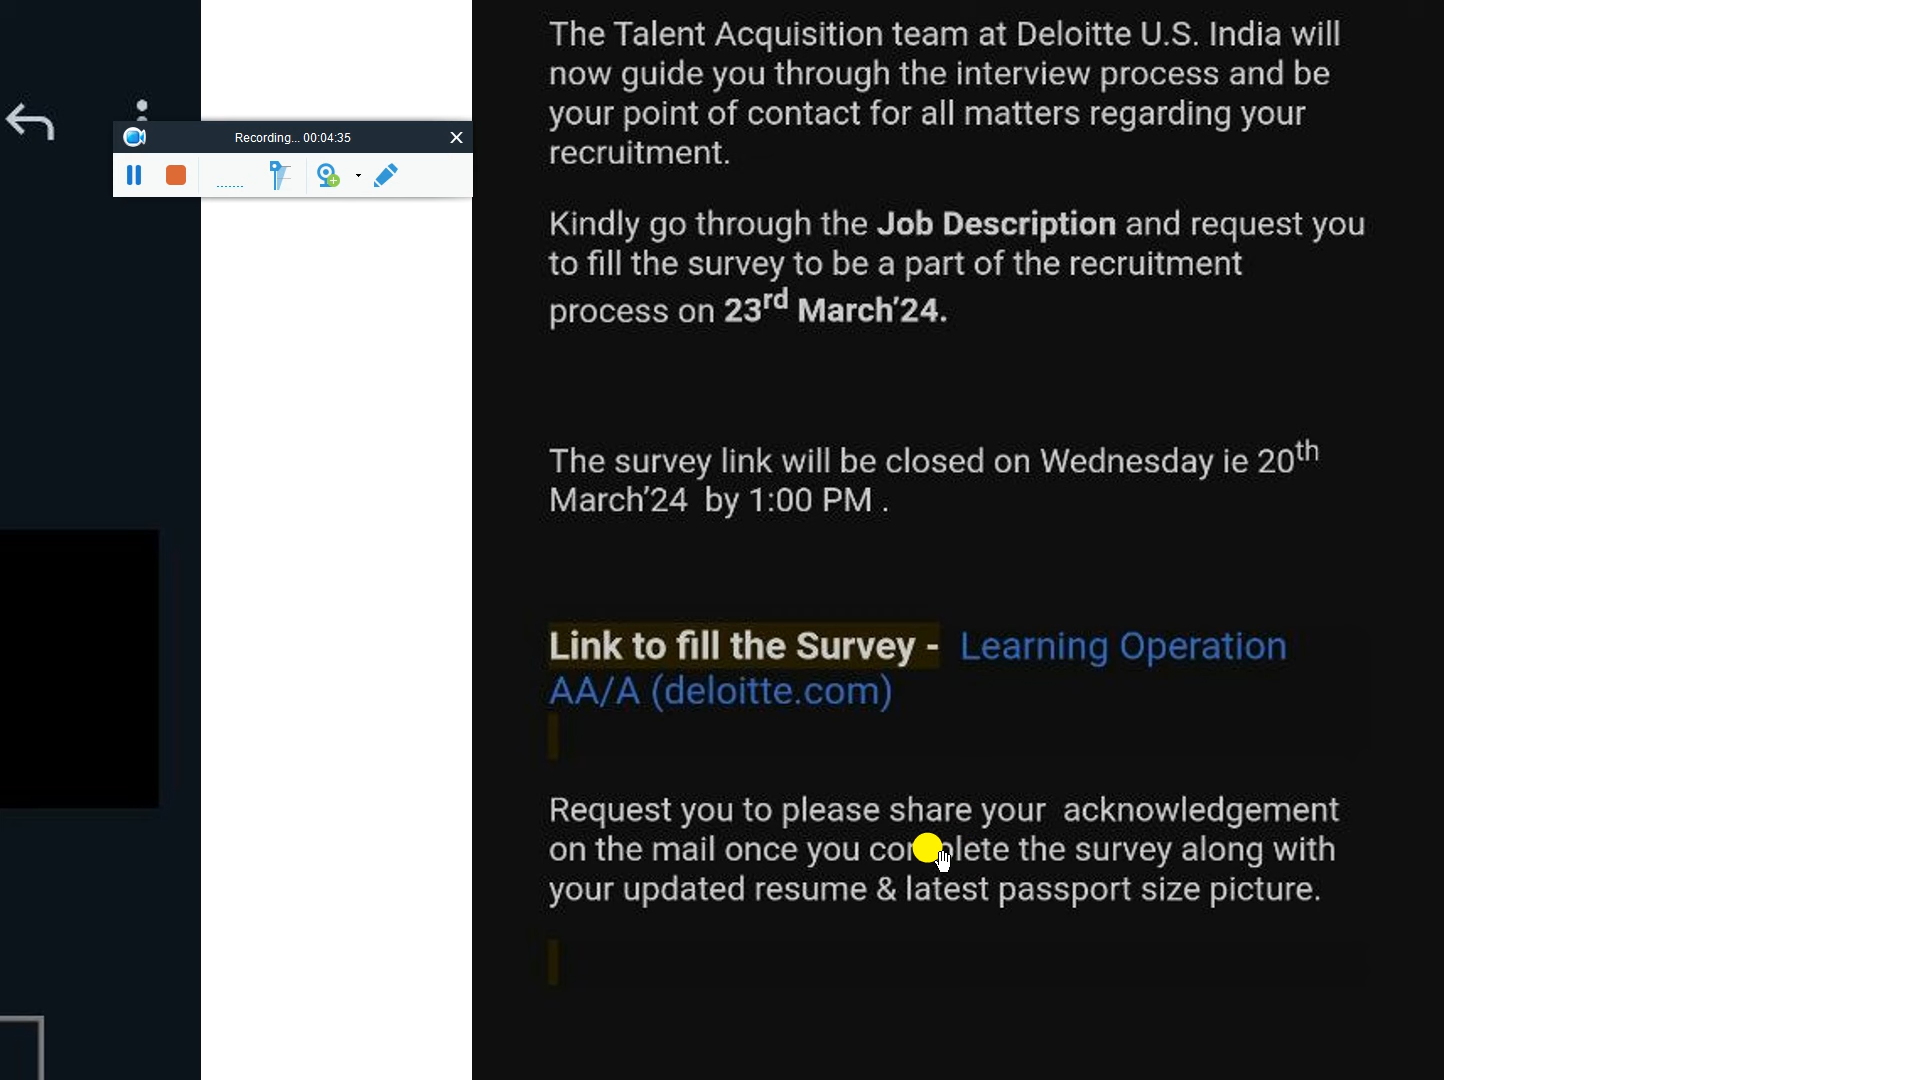 Recording... 00:04:35
The Talent Acquisition team at Deloitte U.S. India will
now guide you through the interview process and be
your point of contact for all matters regarding your
recruitment.
Kindly go through the Job Description and request you
to fill the survey to be a part of the recruitment
process on 23rd March’24.
The survey link will be closed on Wednesday ie 20th
March’24 by 1:00 PM .
Link to fill the Survey - Learning Operation
AA/A (deloitte.com)
Request you to please share your acknowledgement
on the mail once you complete the survey along with
your updated resume & latest passport size picture.